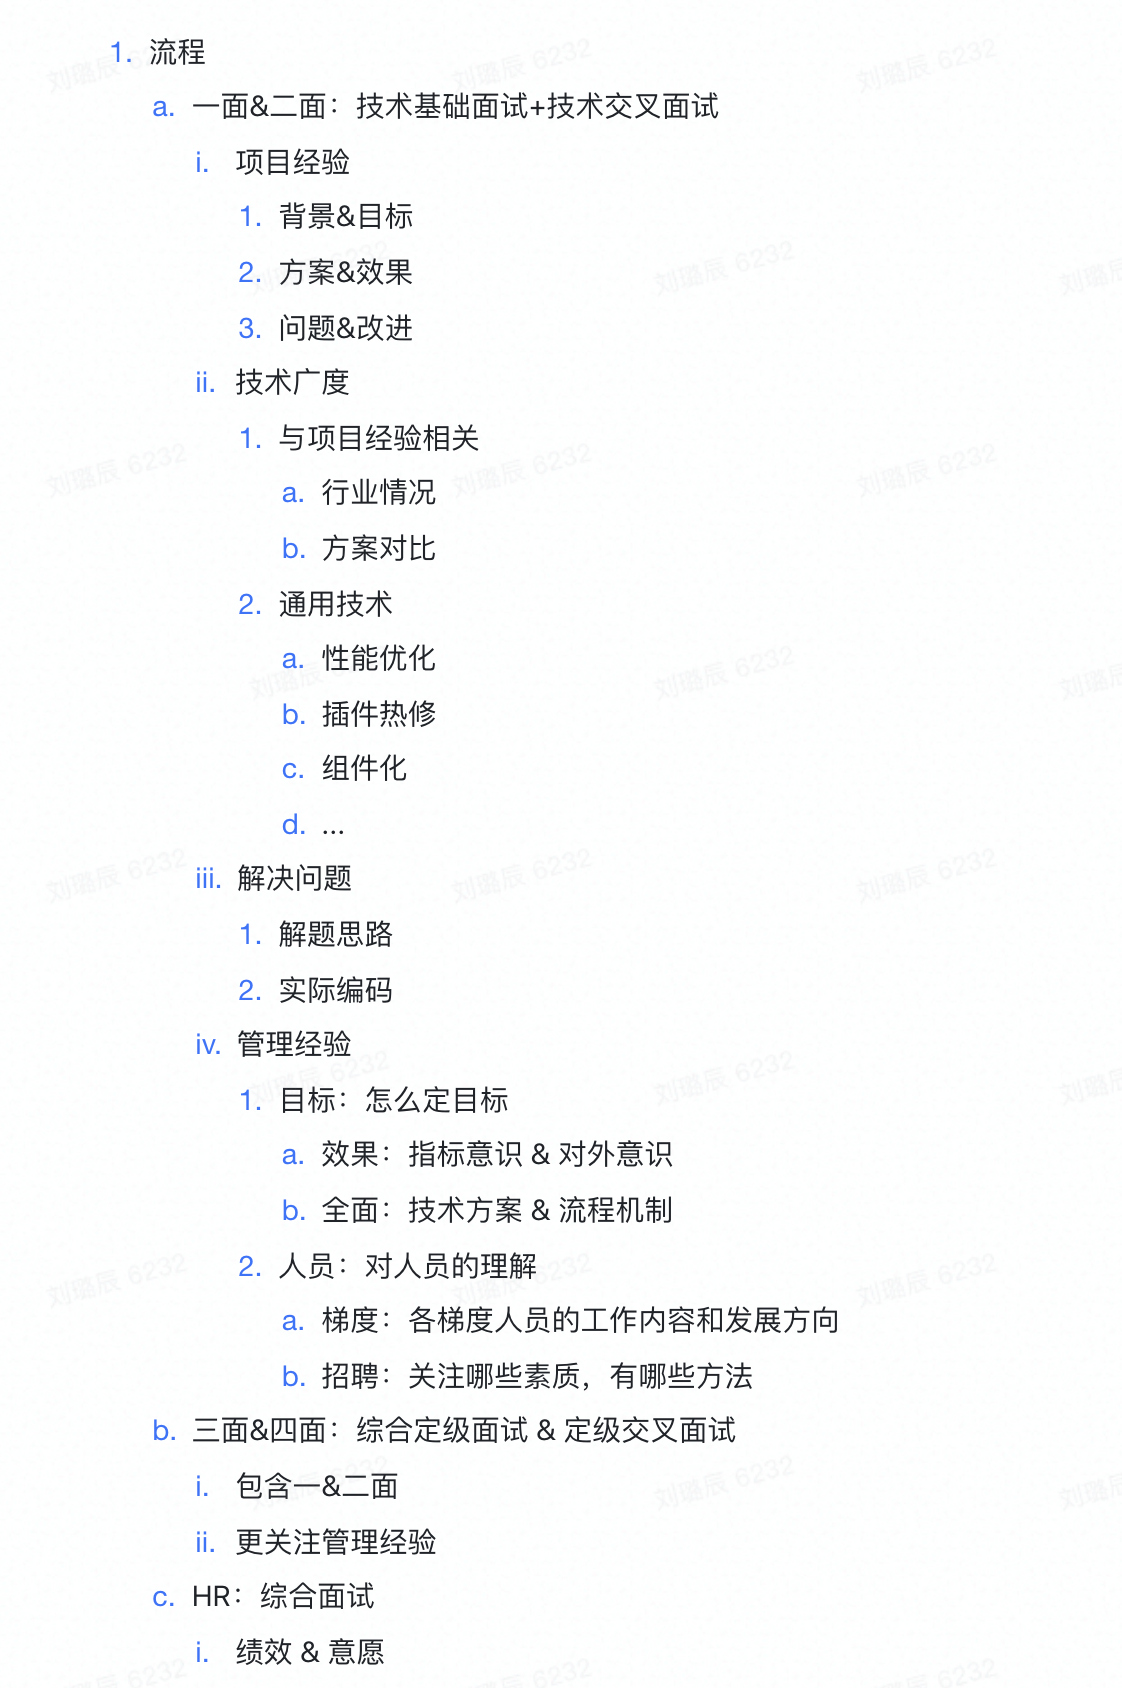 1. 流程
a. 一面&二面：技术基础面试+技术交叉面试
i. 项目经验
1. 背景&目标
2. 方案&效果
3. 问题&改进
ii. 技术广度
1. 与项目经验相关
a. 行业情况
b. 方案对比
2. 通用技术
a. 性能优化
b. 插件热修
c. 组件化
d. ...
iii. 解决问题
1. 解题思路
2. 实际编码
iv. 管理经验
1. 目标：怎么定目标
a. 效果：指标意识 & 对外意识
b. 全面：技术方案 & 流程机制
2. 人员：对人员的理解
a. 梯度：各梯度人员的工作内容和发展方向
b. 招聘：关注哪些素质，有哪些方法
b. 三面&四面：综合定级面试 & 定级交叉面试
i. 包含一&二面
ii. 更关注管理经验
c. HR：综合面试
i. 绩效 & 意愿
刘璐辰 6232